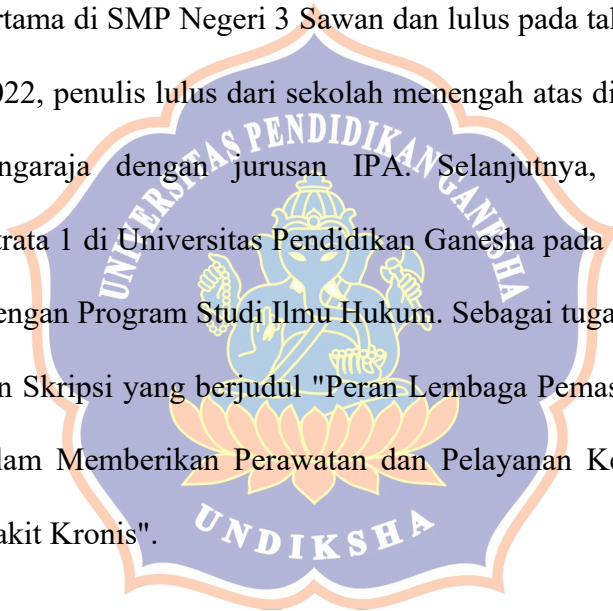 ertama di SMP Negeri 3 Sawan dan lulus pada tah
022, penulis lulus dari sekolah menengah atas di
ngaraja dengan jurusan IPA. Selanjutnya,
trata 1 di Universitas Pendidikan Ganesha pada
engan Program Studi Ilmu Hukum. Sebagai tuga
n Skripsi yang berjudul "Peran Lembaga Pemas
lam Memberikan Perawatan dan Pelayanan Ke
akit Kronis".
UNIVERSITAS PENDIDIKAN GANESHA
UNDIKSHA